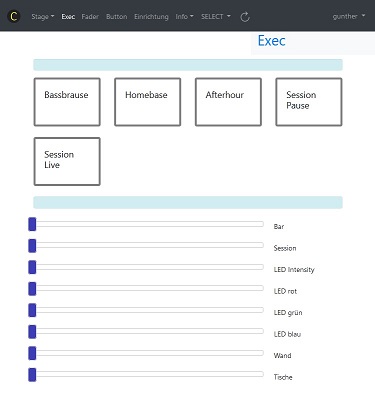 C Stage Exec Fader Button Einrichtung Info SELECT gunther
Exec
Bassbrause Homebase Afterhour Session
Pause
Session
Live
Bar
Session
LED Intensity
LED rot
LED grün
LED blau
Wand
Tische